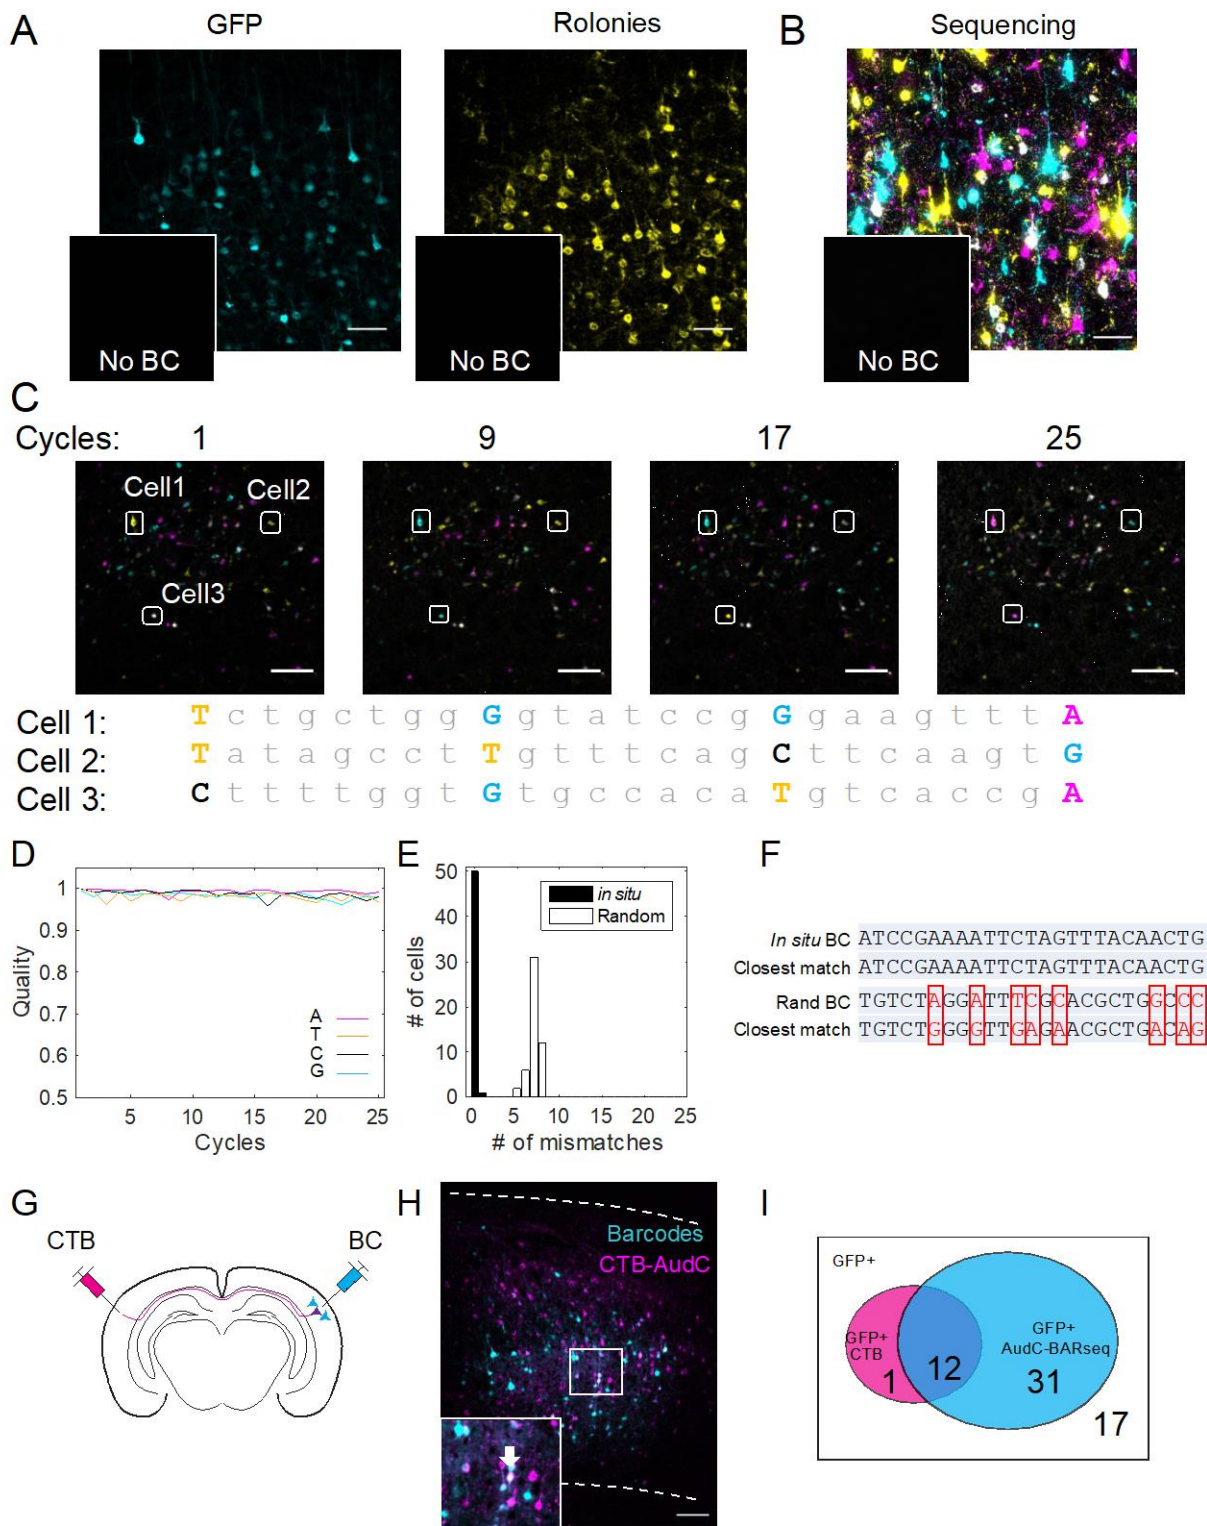 A
GFP
Rolonies
B
Sequencing
No BC
No BC
No BC
C
Cycles: 1 9 17 25
Cell1
Cell2
Cell3
Cell 1: T c t g c t g g G g t a t c c g G g a a g t t t A
Cell 2: T a t a g c c t T g t t t c a g C t t c a a g t G
Cell 3: C t t t t g g t G t g c c a c a T g t c a c c g A
D
Quality
1
0.9
0.8
0.7
0.6
0.5
A
T
C
G
5 10 15 20 25
Cycles
E
# of cells
50
40
30
20
10
0
in situ
Random
0 5 10 15 20 25
# of mismatches
F
In situ BC ATCCGAAAATTCTAGTTTACAACTG
Closest match ATCCGAAAATTCTAGTTTACAACTG
Rand BC TGTCTAGGATTTCGCACGCTGGCCC
Closest match TGTCTGGGGTTGAGAACGCTGACAG
G
CTB
BC
H
Barcodes
CTB-AudC
I
GFP+
GFP+
CTB
1
12
GFP+
AudC-BARseq
31
17